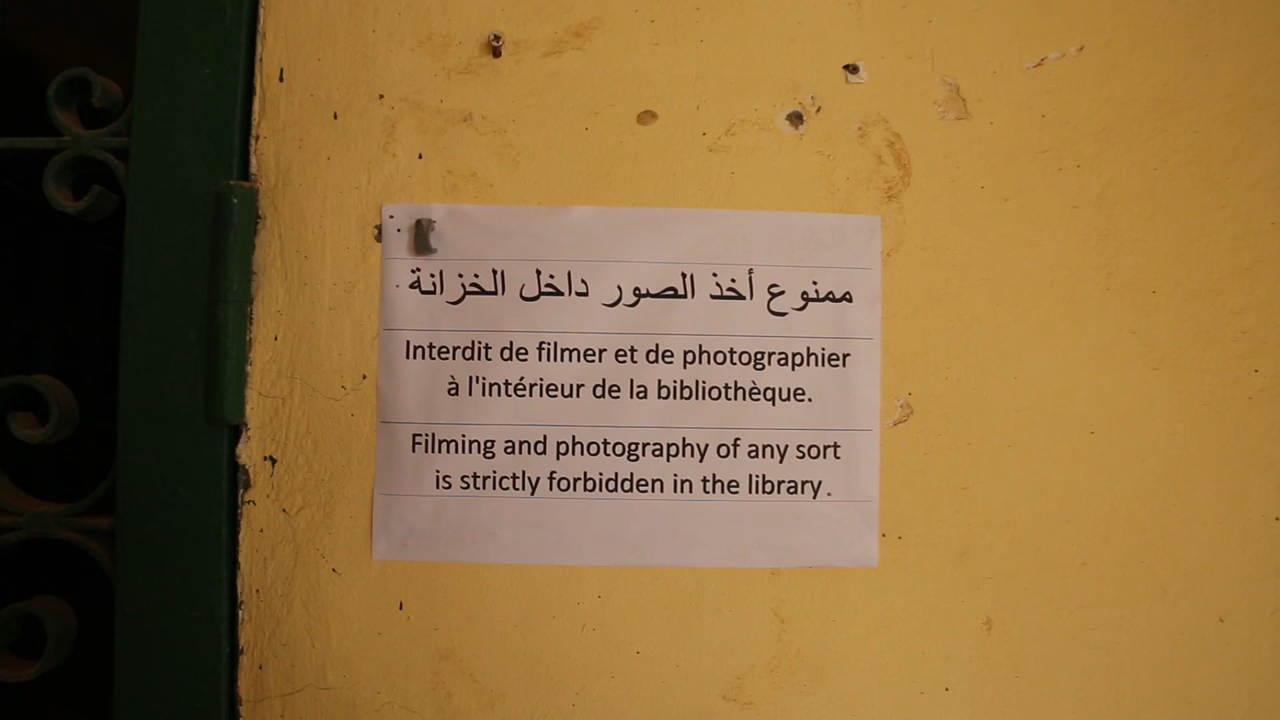 ممنوع أخذ الصور داخل الخزانة.
Interdit de filmer et de photographier
à l'intérieur de la bibliothèque.
Filming and photography of any sort
is strictly forbidden in the library.